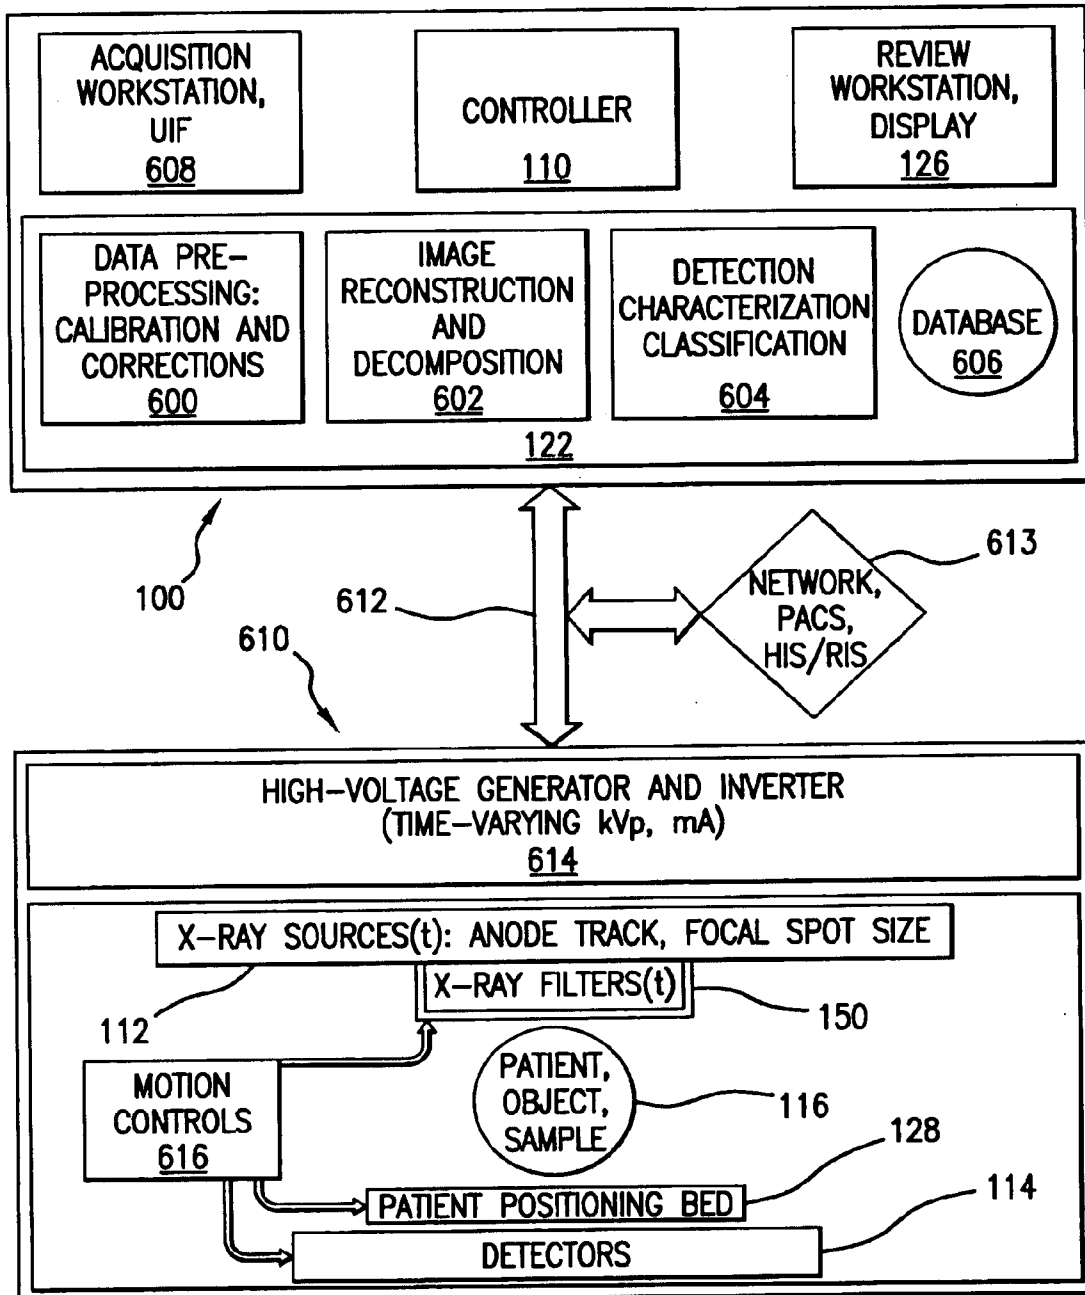 ACQUISITION
WORKSTATION,
UIF
608
CONTROLLER
110
REVIEW
WORKSTATION,
DISPLAY
126
DATA PRE-
PROCESSING:
CALIBRATION AND
CORRECTIONS
600
IMAGE
RECONSTRUCTION
AND
DECOMPOSITION
602
DETECTION
CHARACTERIZATION
CLASSIFICATION
604
DATABASE
606
122
100
612
613
NETWORK,
PACS,
HIS/RIS
610
HIGH-VOLTAGE GENERATOR AND INVERTER
(TIME-VARYING kVp, mA)
614
X-RAY SOURCES(t): ANODE TRACK, FOCAL SPOT SIZE
X-RAY FILTERS(t)
112
150
MOTION
CONTROLS
616
PATIENT,
OBJECT,
SAMPLE
116
128
PATIENT POSITIONING BED
114
DETECTORS